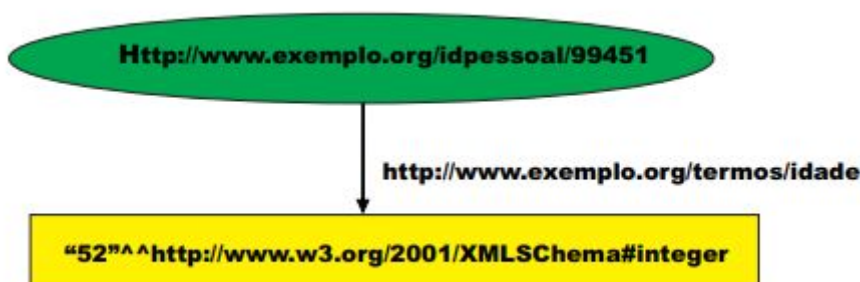 Http://www.exemplo.org/idpessoal/99451
http://www.exemplo.org/termos/idade
“52”^^http://www.w3.org/2001/XMLSChema#integer